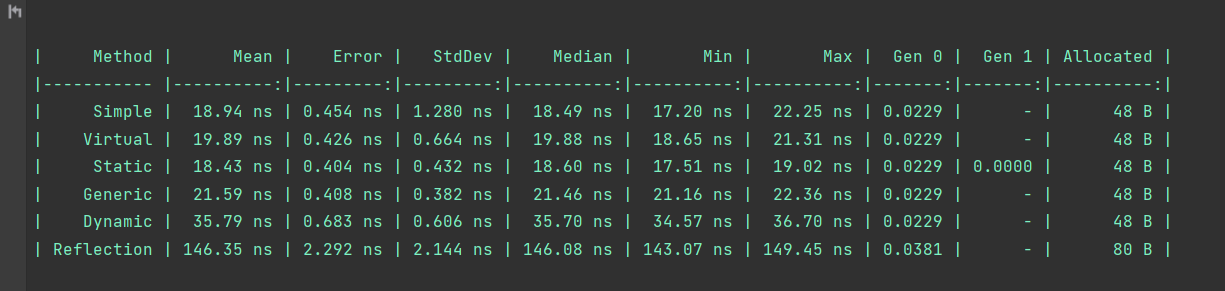 |     Method |      Mean |    Error |   StdDev |    Median |       Min |       Max |  Gen 0 |  Gen 1 | Allocated |
|----------- |----------:|---------:|---------:|----------:|----------:|----------:|-------:|-------:|----------:|
|     Simple |  18.94 ns | 0.454 ns | 1.280 ns |  18.49 ns |  17.20 ns |  22.25 ns | 0.0229 |      - |      48 B |
|    Virtual |  19.89 ns | 0.426 ns | 0.664 ns |  19.88 ns |  18.65 ns |  21.31 ns | 0.0229 |      - |      48 B |
|     Static |  18.43 ns | 0.404 ns | 0.432 ns |  18.60 ns |  17.51 ns |  19.02 ns | 0.0229 | 0.0000 |      48 B |
|    Generic |  21.59 ns | 0.408 ns | 0.382 ns |  21.46 ns |  21.16 ns |  22.36 ns | 0.0229 |      - |      48 B |
|    Dynamic |  35.79 ns | 0.683 ns | 0.606 ns |  35.70 ns |  34.57 ns |  36.70 ns | 0.0229 |      - |      48 B |
| Reflection | 146.35 ns | 2.292 ns | 2.144 ns | 146.08 ns | 143.07 ns | 149.45 ns | 0.0381 |      - |      80 B |